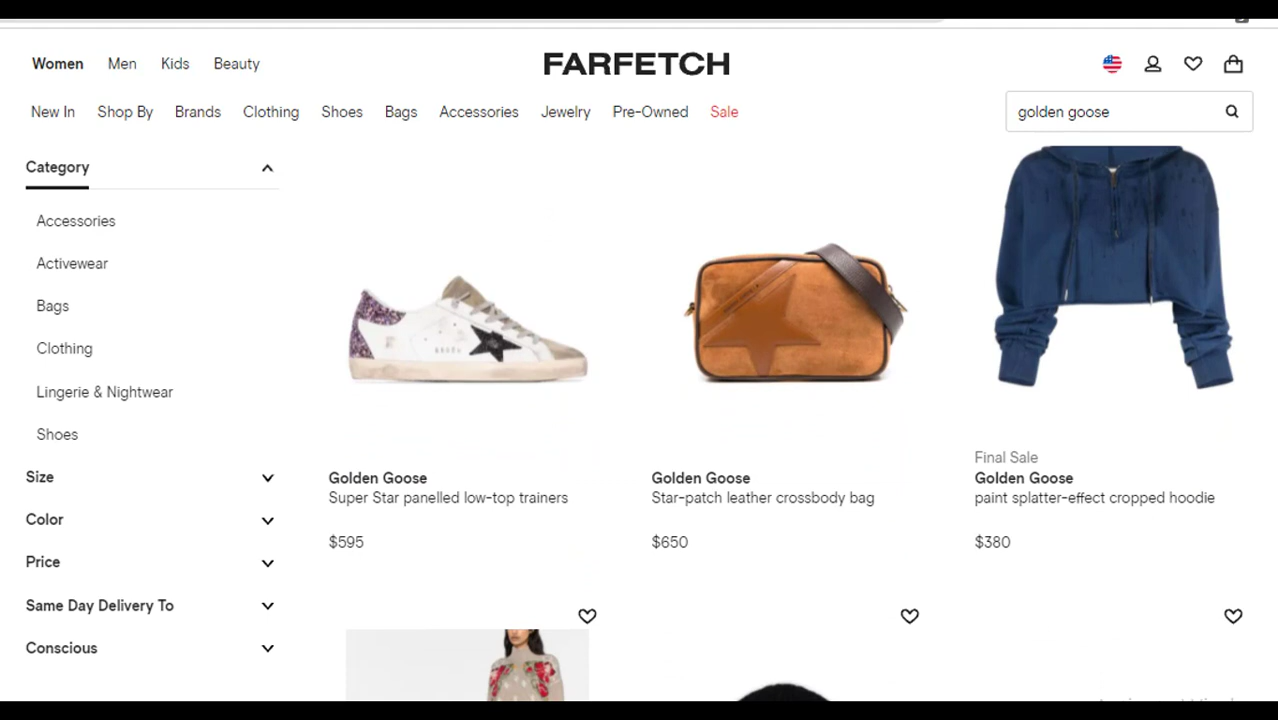 Women Men Kids Beauty
FARFETCH
New In Shop By Brands Clothing Shoes Bags Accessories Jewelry Pre-Owned Sale
golden goose
Category
Accessories
Activewear
Bags
Clothing
Lingerie & Nightwear
Shoes
Size
Color
Price
Same Day Delivery To
Conscious
Golden Goose
Super Star panelled low-top trainers
$595
Golden Goose
Star-patch leather crossbody bag
$650
Final Sale
Golden Goose
paint splatter-effect cropped hoodie
$380